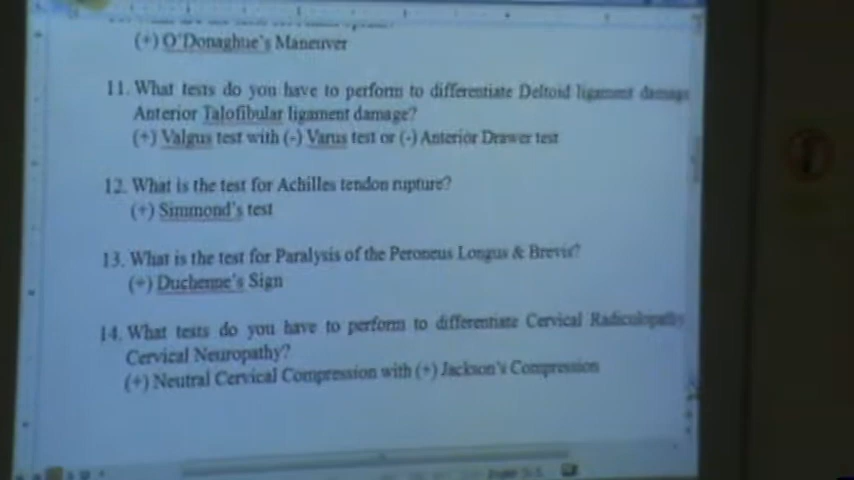 (+) O'Donaghue's Maneuver
11. What tests do you have to perform to differentiate Deltoid ligament damage
Anterior Talofibular ligament damage?
(+) Valgus test with (-) Varus test or (-) Anterior Drawer test
12. What is the test for Achilles tendon rupture?
(+) Simmond's test
13. What is the test for Paralysis of the Peroneus Longus & Brevis?
(+) Duchenne's Sign
14. What tests do you have to perform to differentiate Cervical Radiculopathy
Cervical Neuropathy?
(+) Neutral Cervical Compression with (+) Jackson's Compression